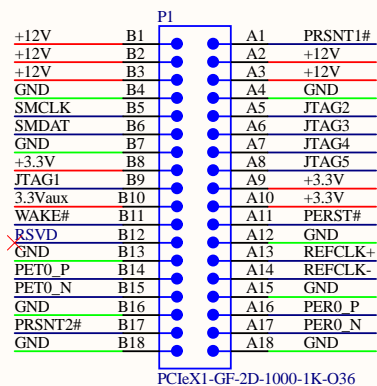 P1
+12V B1 A1 PRSNT1#
+12V B2 A2 +12V
+12V B3 A3 +12V
GND B4 A4 GND
SMCLK B5 A5 JTAG2
SMDAT B6 A6 JTAG3
GND B7 A7 JTAG4
+3.3V B8 A8 JTAG5
JTAG1 B9 A9 +3.3V
3.3Vaux B10 A10 +3.3V
WAKE# B11 A11 PERST#
RSVD B12 A12 GND
GND B13 A13 REFCLK+
PET0_P B14 A14 REFCLK-
PET0_N B15 A15 GND
GND B16 A16 PER0_P
PRSNT2# B17 A17 PER0_N
GND B18 A18 GND
PCIeX1-GF-2D-1000-1K-O36